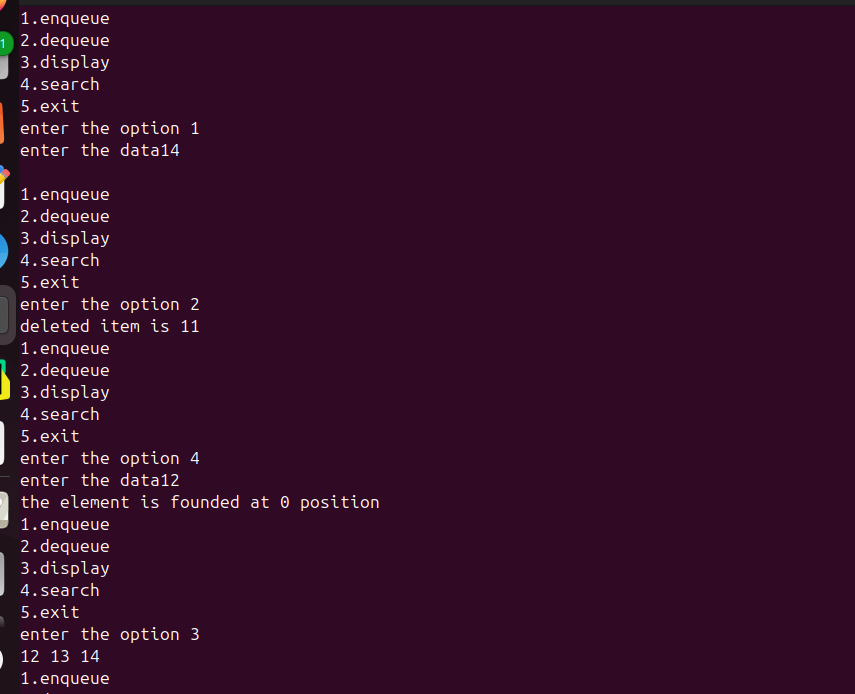 1.enqueue
2.dequeue
3.display
4.search
5.exit
enter the option 1
enter the data14
1.enqueue
2.dequeue
3.display
4.search
5.exit
enter the option 2
deleted item is 11
1.enqueue
2.dequeue
3.display
4.search
5.exit
enter the option 4
enter the data12
the element is founded at 0 position
1.enqueue
2.dequeue
3.display
4.search
5.exit
enter the option 3
12 13 14
1.enqueue